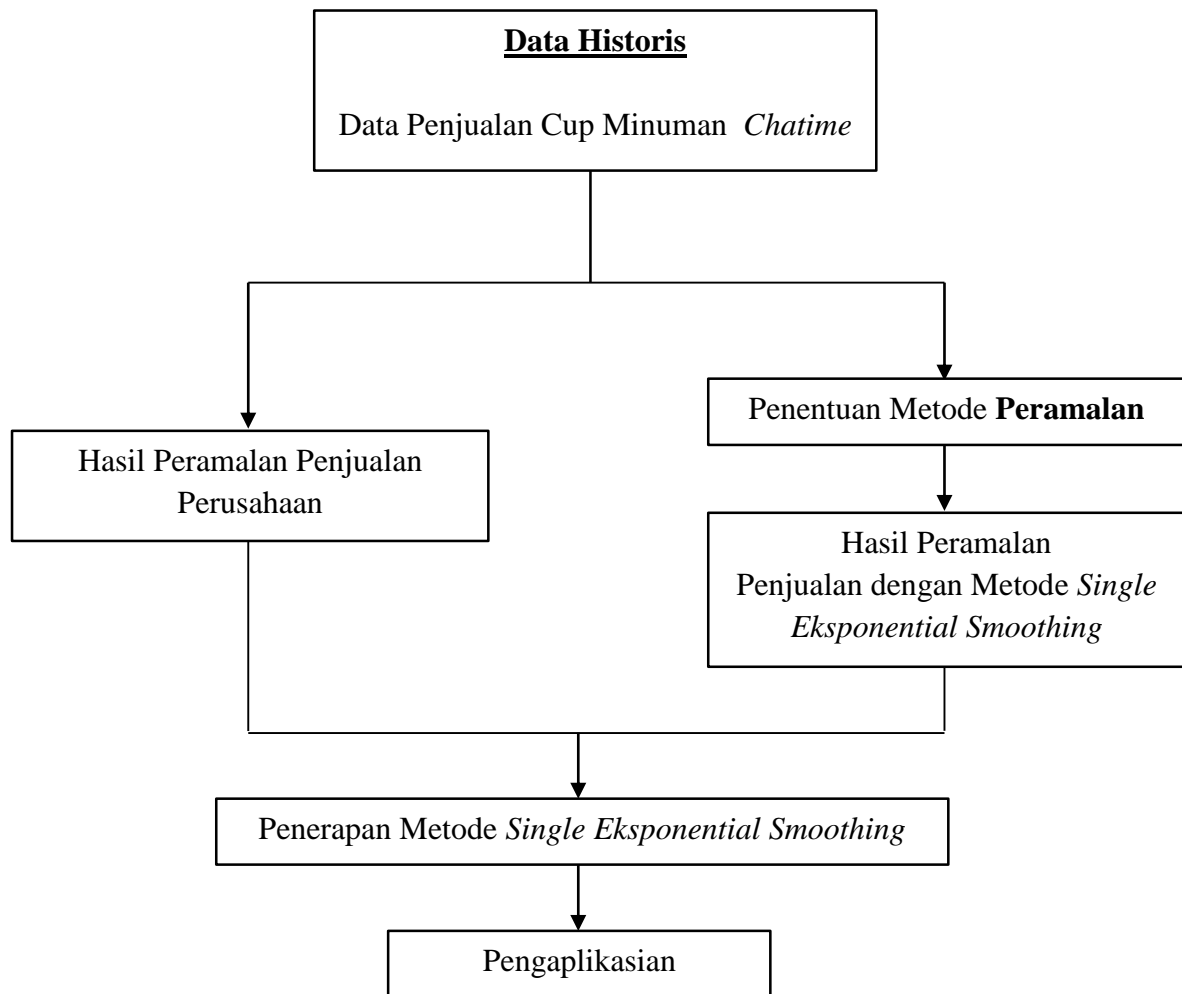 Data Historis
Data Penjualan Cup Minuman Chatime
Penentuan Metode Peramalan
Hasil Peramalan Penjualan
Perusahaan
Hasil Peramalan
Penjualan dengan Metode Single
Eksponential Smoothing
Penerapan Metode Single Eksponential Smoothing
Pengaplikasian